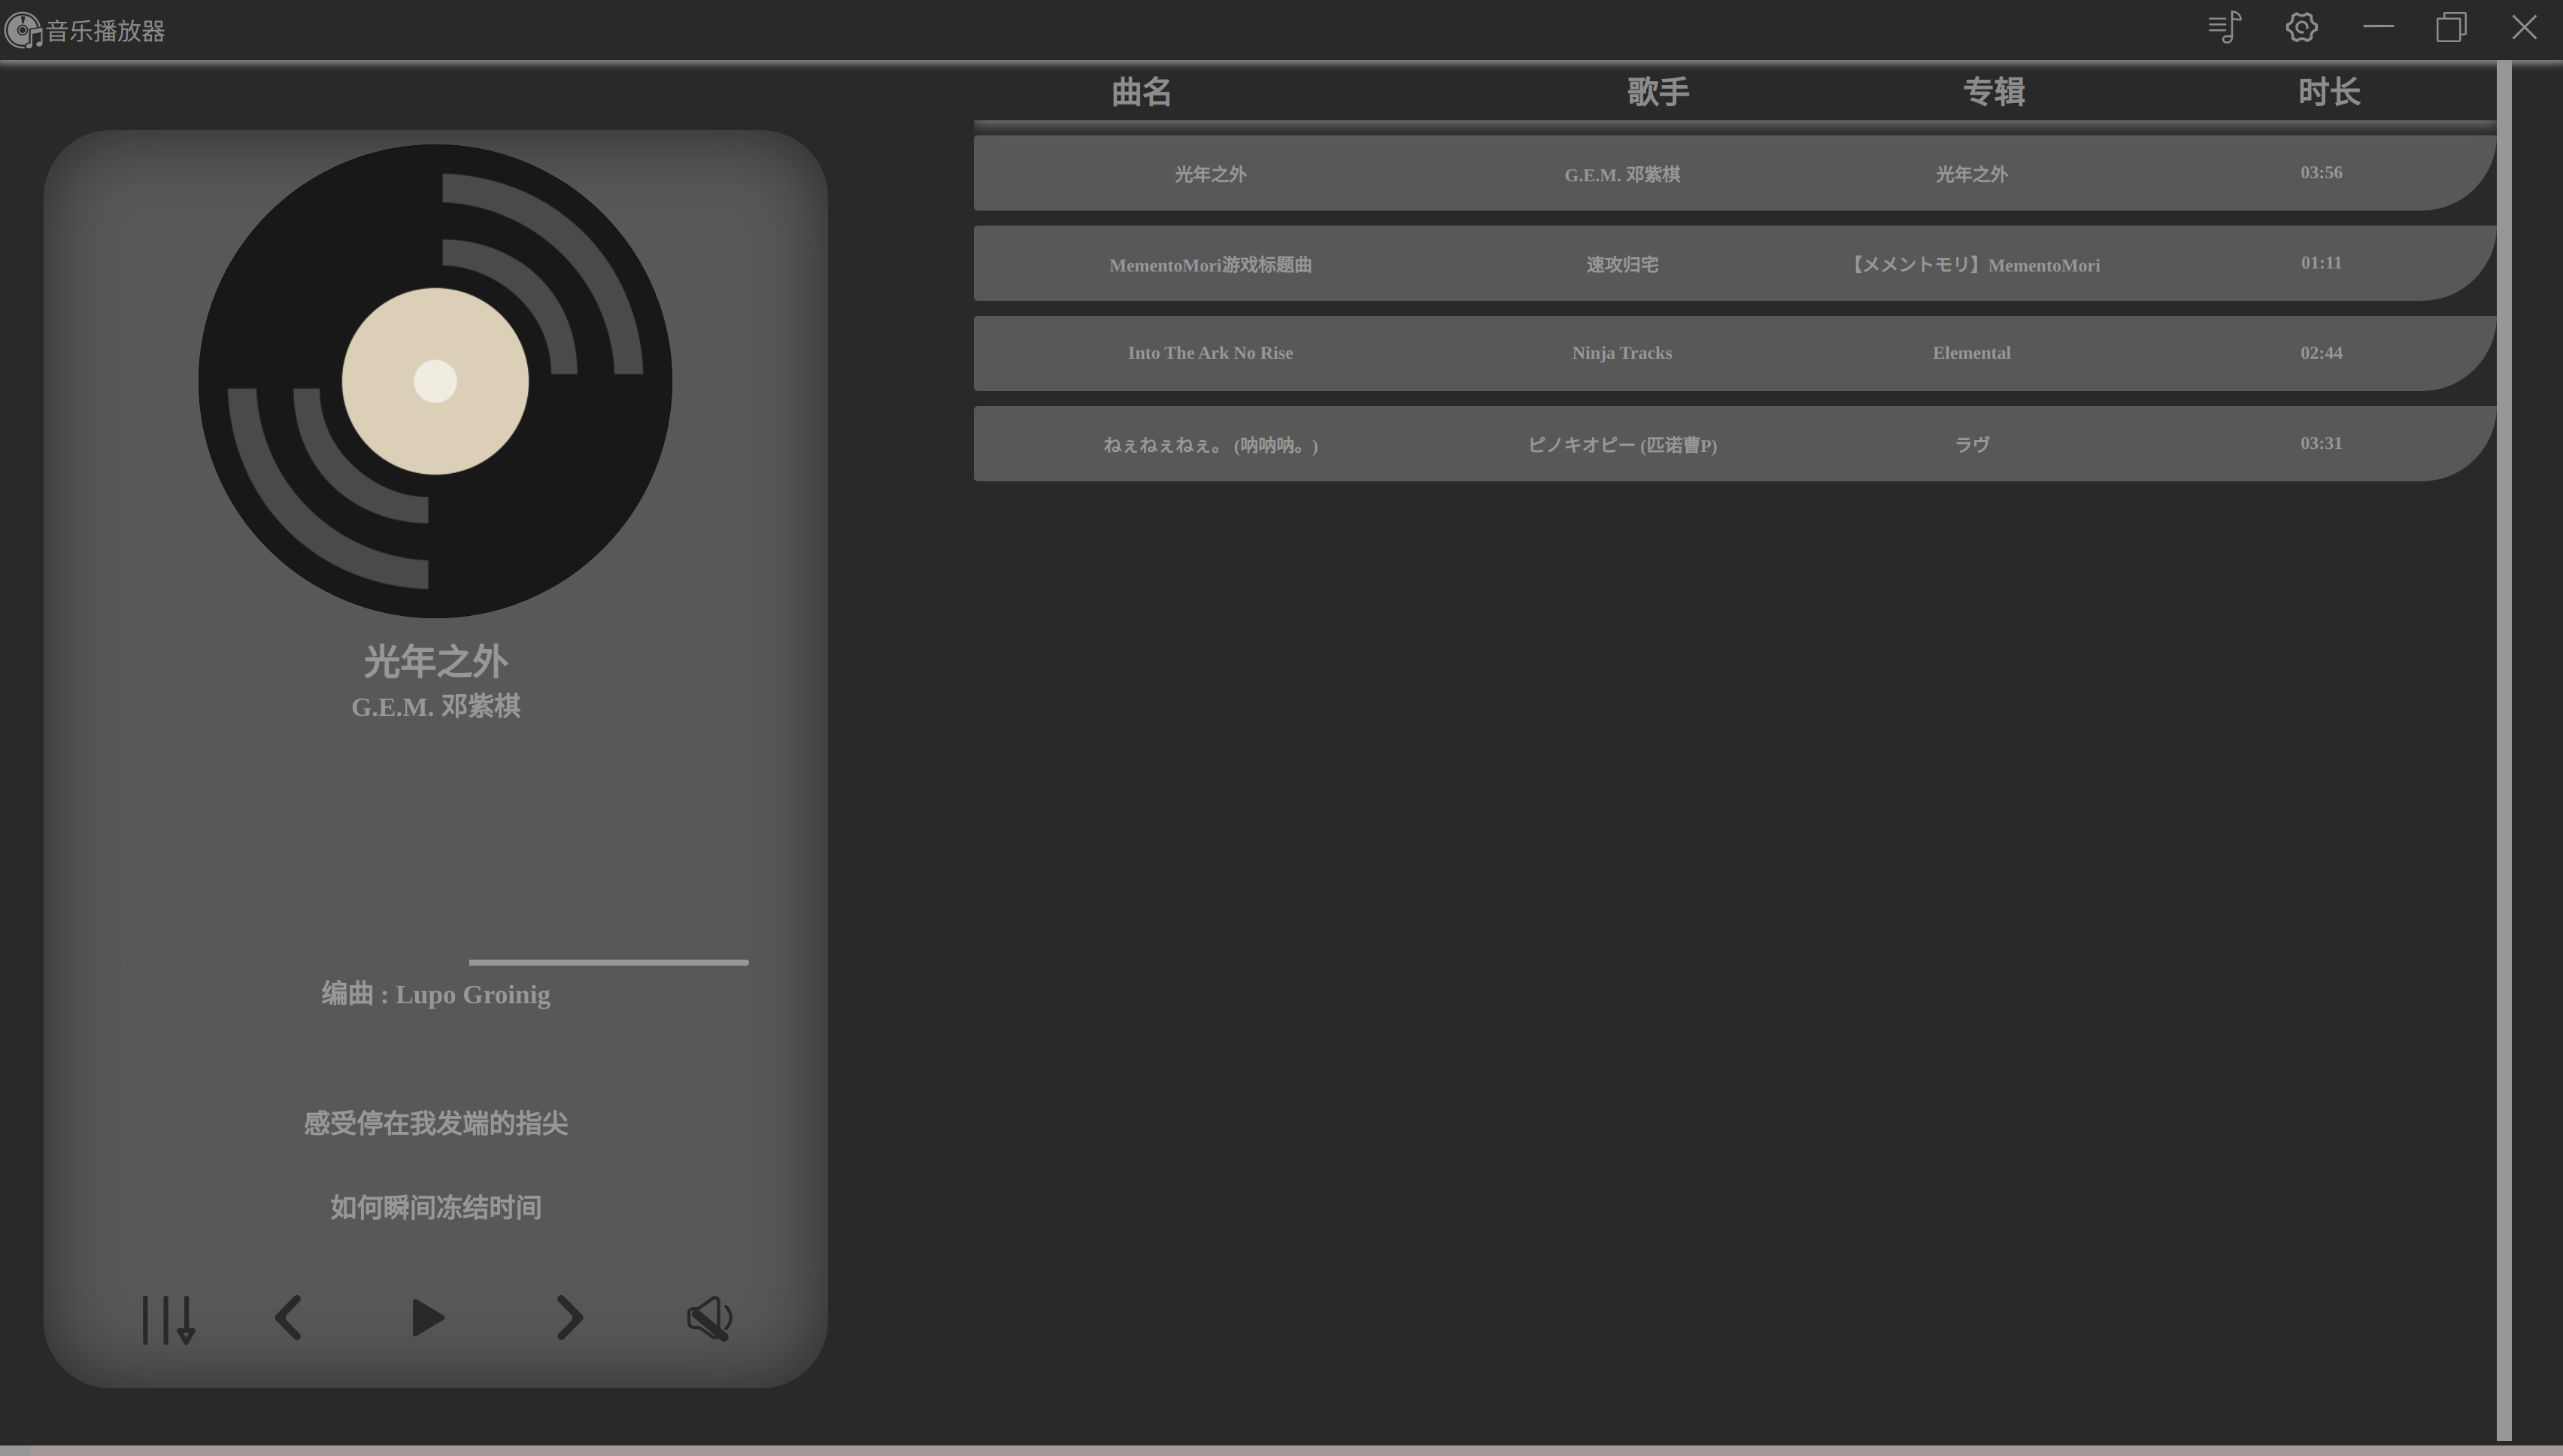 音乐播放器
曲名 歌手 专辑 时长
光年之外 G.E.M. 邓紫棋 光年之外 03:56
MementoMori游戏标题曲 速攻归宅 【メメントモリ】MementoMori 01:11
Into The Ark No Rise Ninja Tracks Elemental 02:44
ねぇねぇねぇ。 (呐呐呐。) ピノキオピー (匹诺曹P) ラヴ 03:31
光年之外
G.E.M. 邓紫棋
编曲 : Lupo Groinig
感受停在我发端的指尖
如何瞬间冻结时间